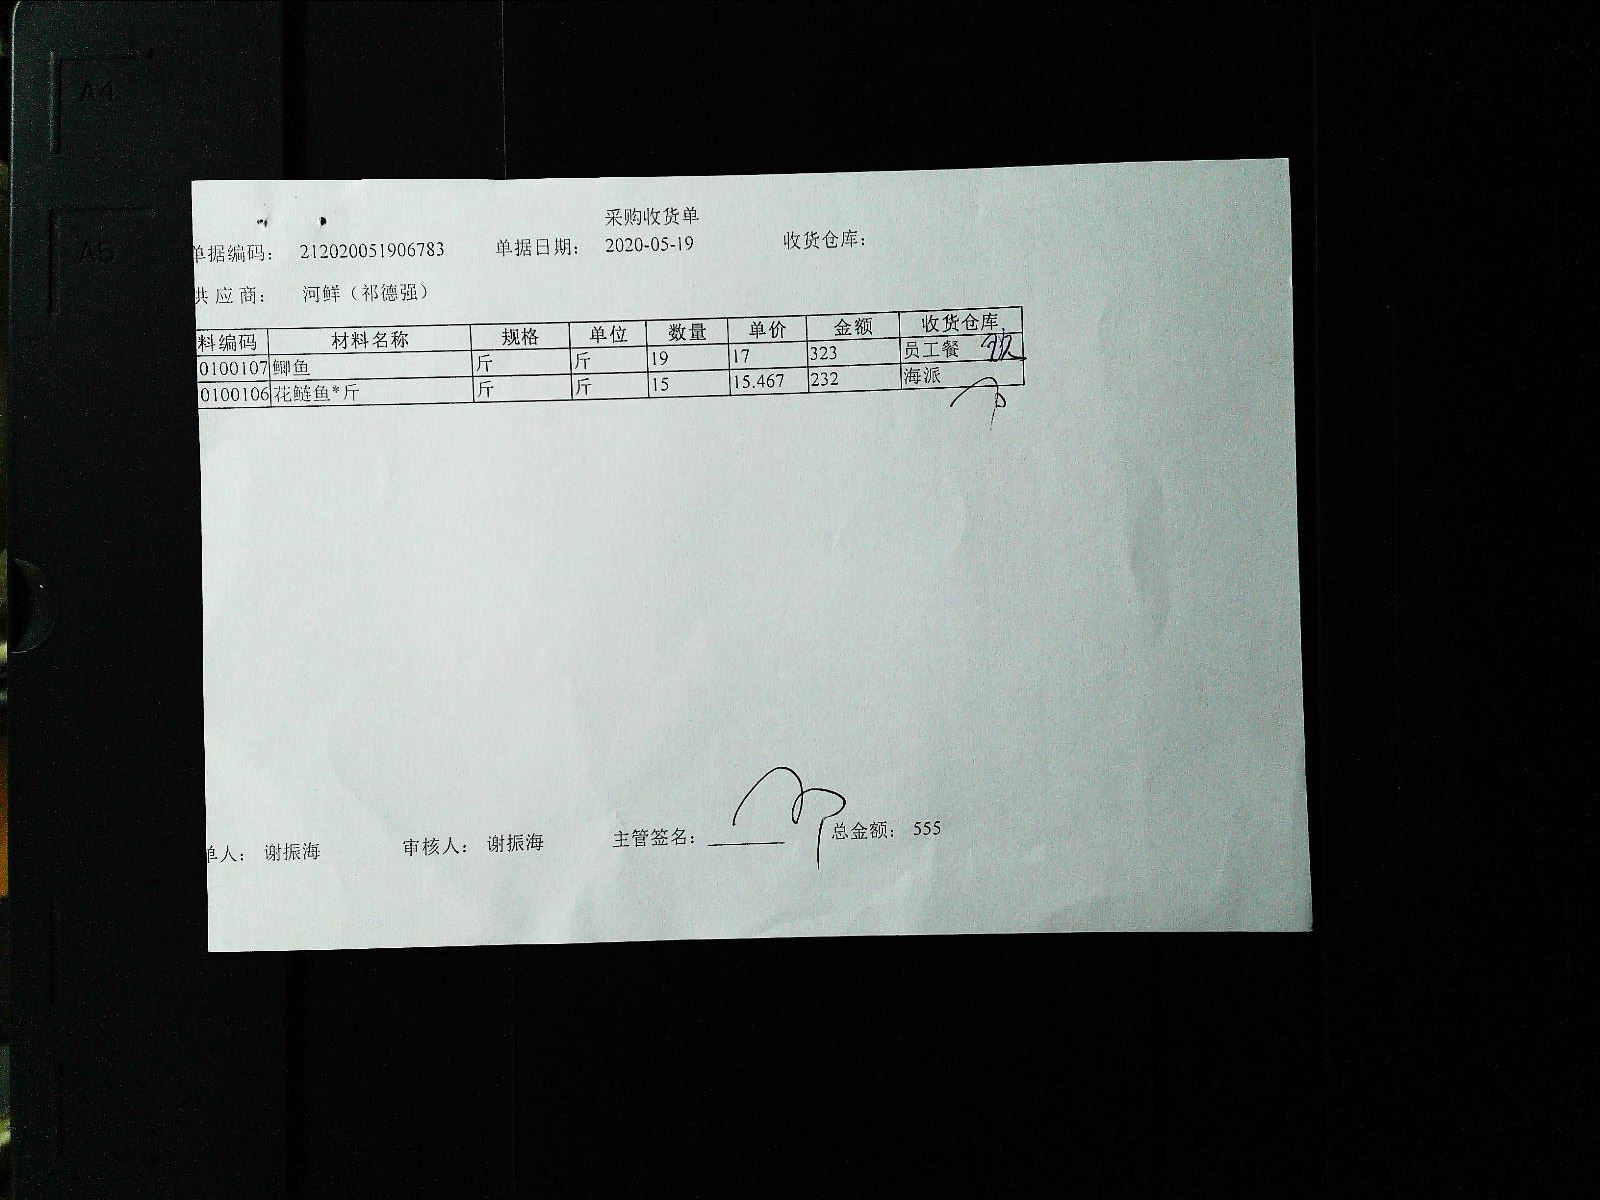 A4
A5
采购收货单
单据编码: 212020051906783 单据日期: 2020-05-19 收货仓库:
供应商: 河鲜（祁德强）
料编码 材料名称 规格 单位 数量 单价 金额 收货仓库
0100107 鲫鱼 斤 斤 19 17 323 员工餐
0100106 花鲢鱼*斤 斤 斤 15 15.467 232 海派
单人: 谢振海 审核人: 谢振海 主管签名: 总金额: 555